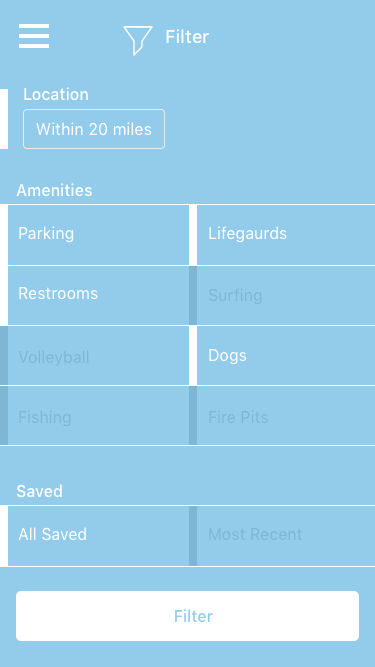 Filter
Location
Within 20 miles
Amenities
Parking
Lifegaurds
Restrooms
Surfing
Volleyball
Dogs
Fishing
Fire Pits
Saved
All Saved
Most Recent
Filter